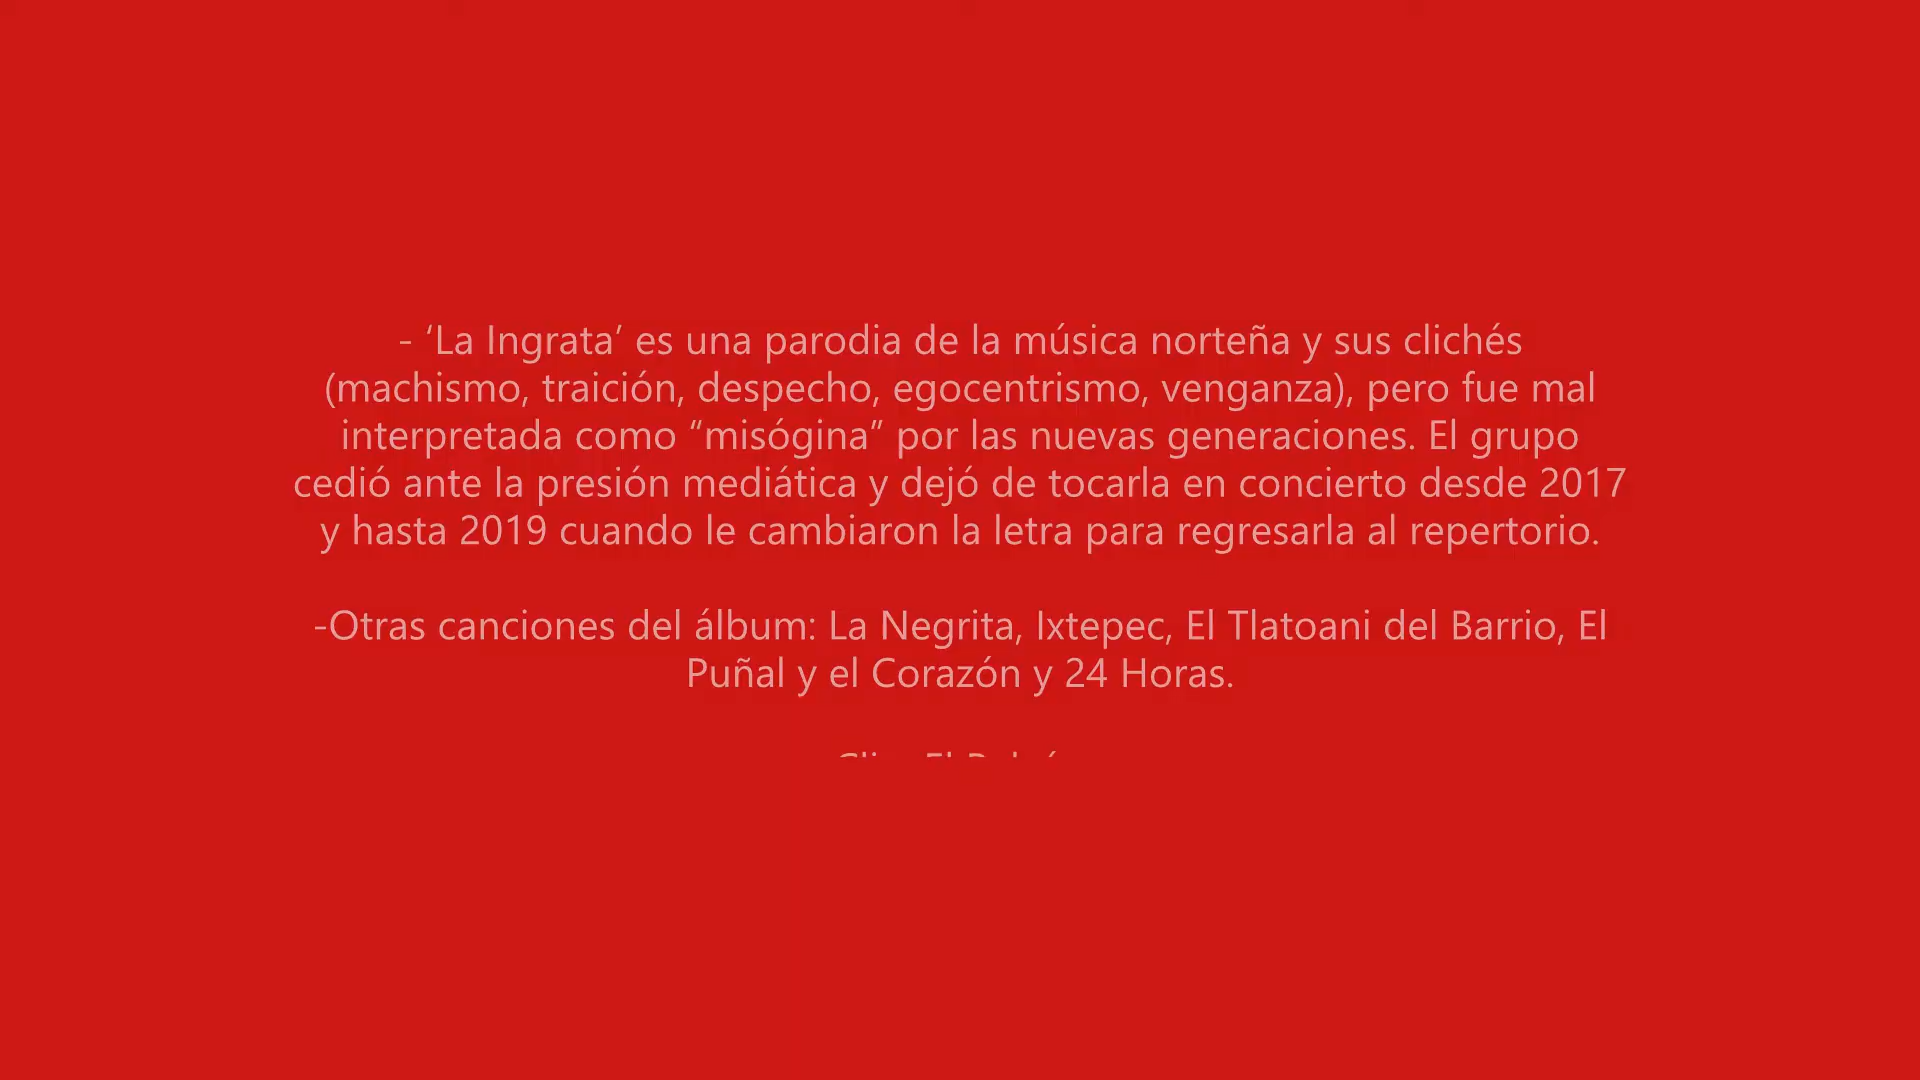 - ‘La Ingrata’ es una parodia de la música norteña y sus clichés
(machismo, traición, despecho, egocentrismo, venganza), pero fue mal
interpretada como “misógina” por las nuevas generaciones. El grupo
cedió ante la presión mediática y dejó de tocarla en concierto desde 2017
y hasta 2019 cuando le cambiaron la letra para regresarla al repertorio.
-Otras canciones del álbum: La Negrita, Ixtepec, El Tlatoani del Barrio, El
Puñal y el Corazón y 24 Horas.